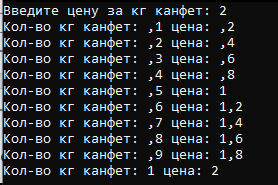 Введите цену за кг канфет: 2
Кол-во кг канфет: ,1 цена: ,2
Кол-во кг канфет: ,2 цена: ,4
Кол-во кг канфет: ,3 цена: ,6
Кол-во кг канфет: ,4 цена: ,8
Кол-во кг канфет: ,5 цена: 1
Кол-во кг канфет: ,6 цена: 1,2
Кол-во кг канфет: ,7 цена: 1,4
Кол-во кг канфет: ,8 цена: 1,6
Кол-во кг канфет: ,9 цена: 1,8
Кол-во кг канфет: 1 цена: 2